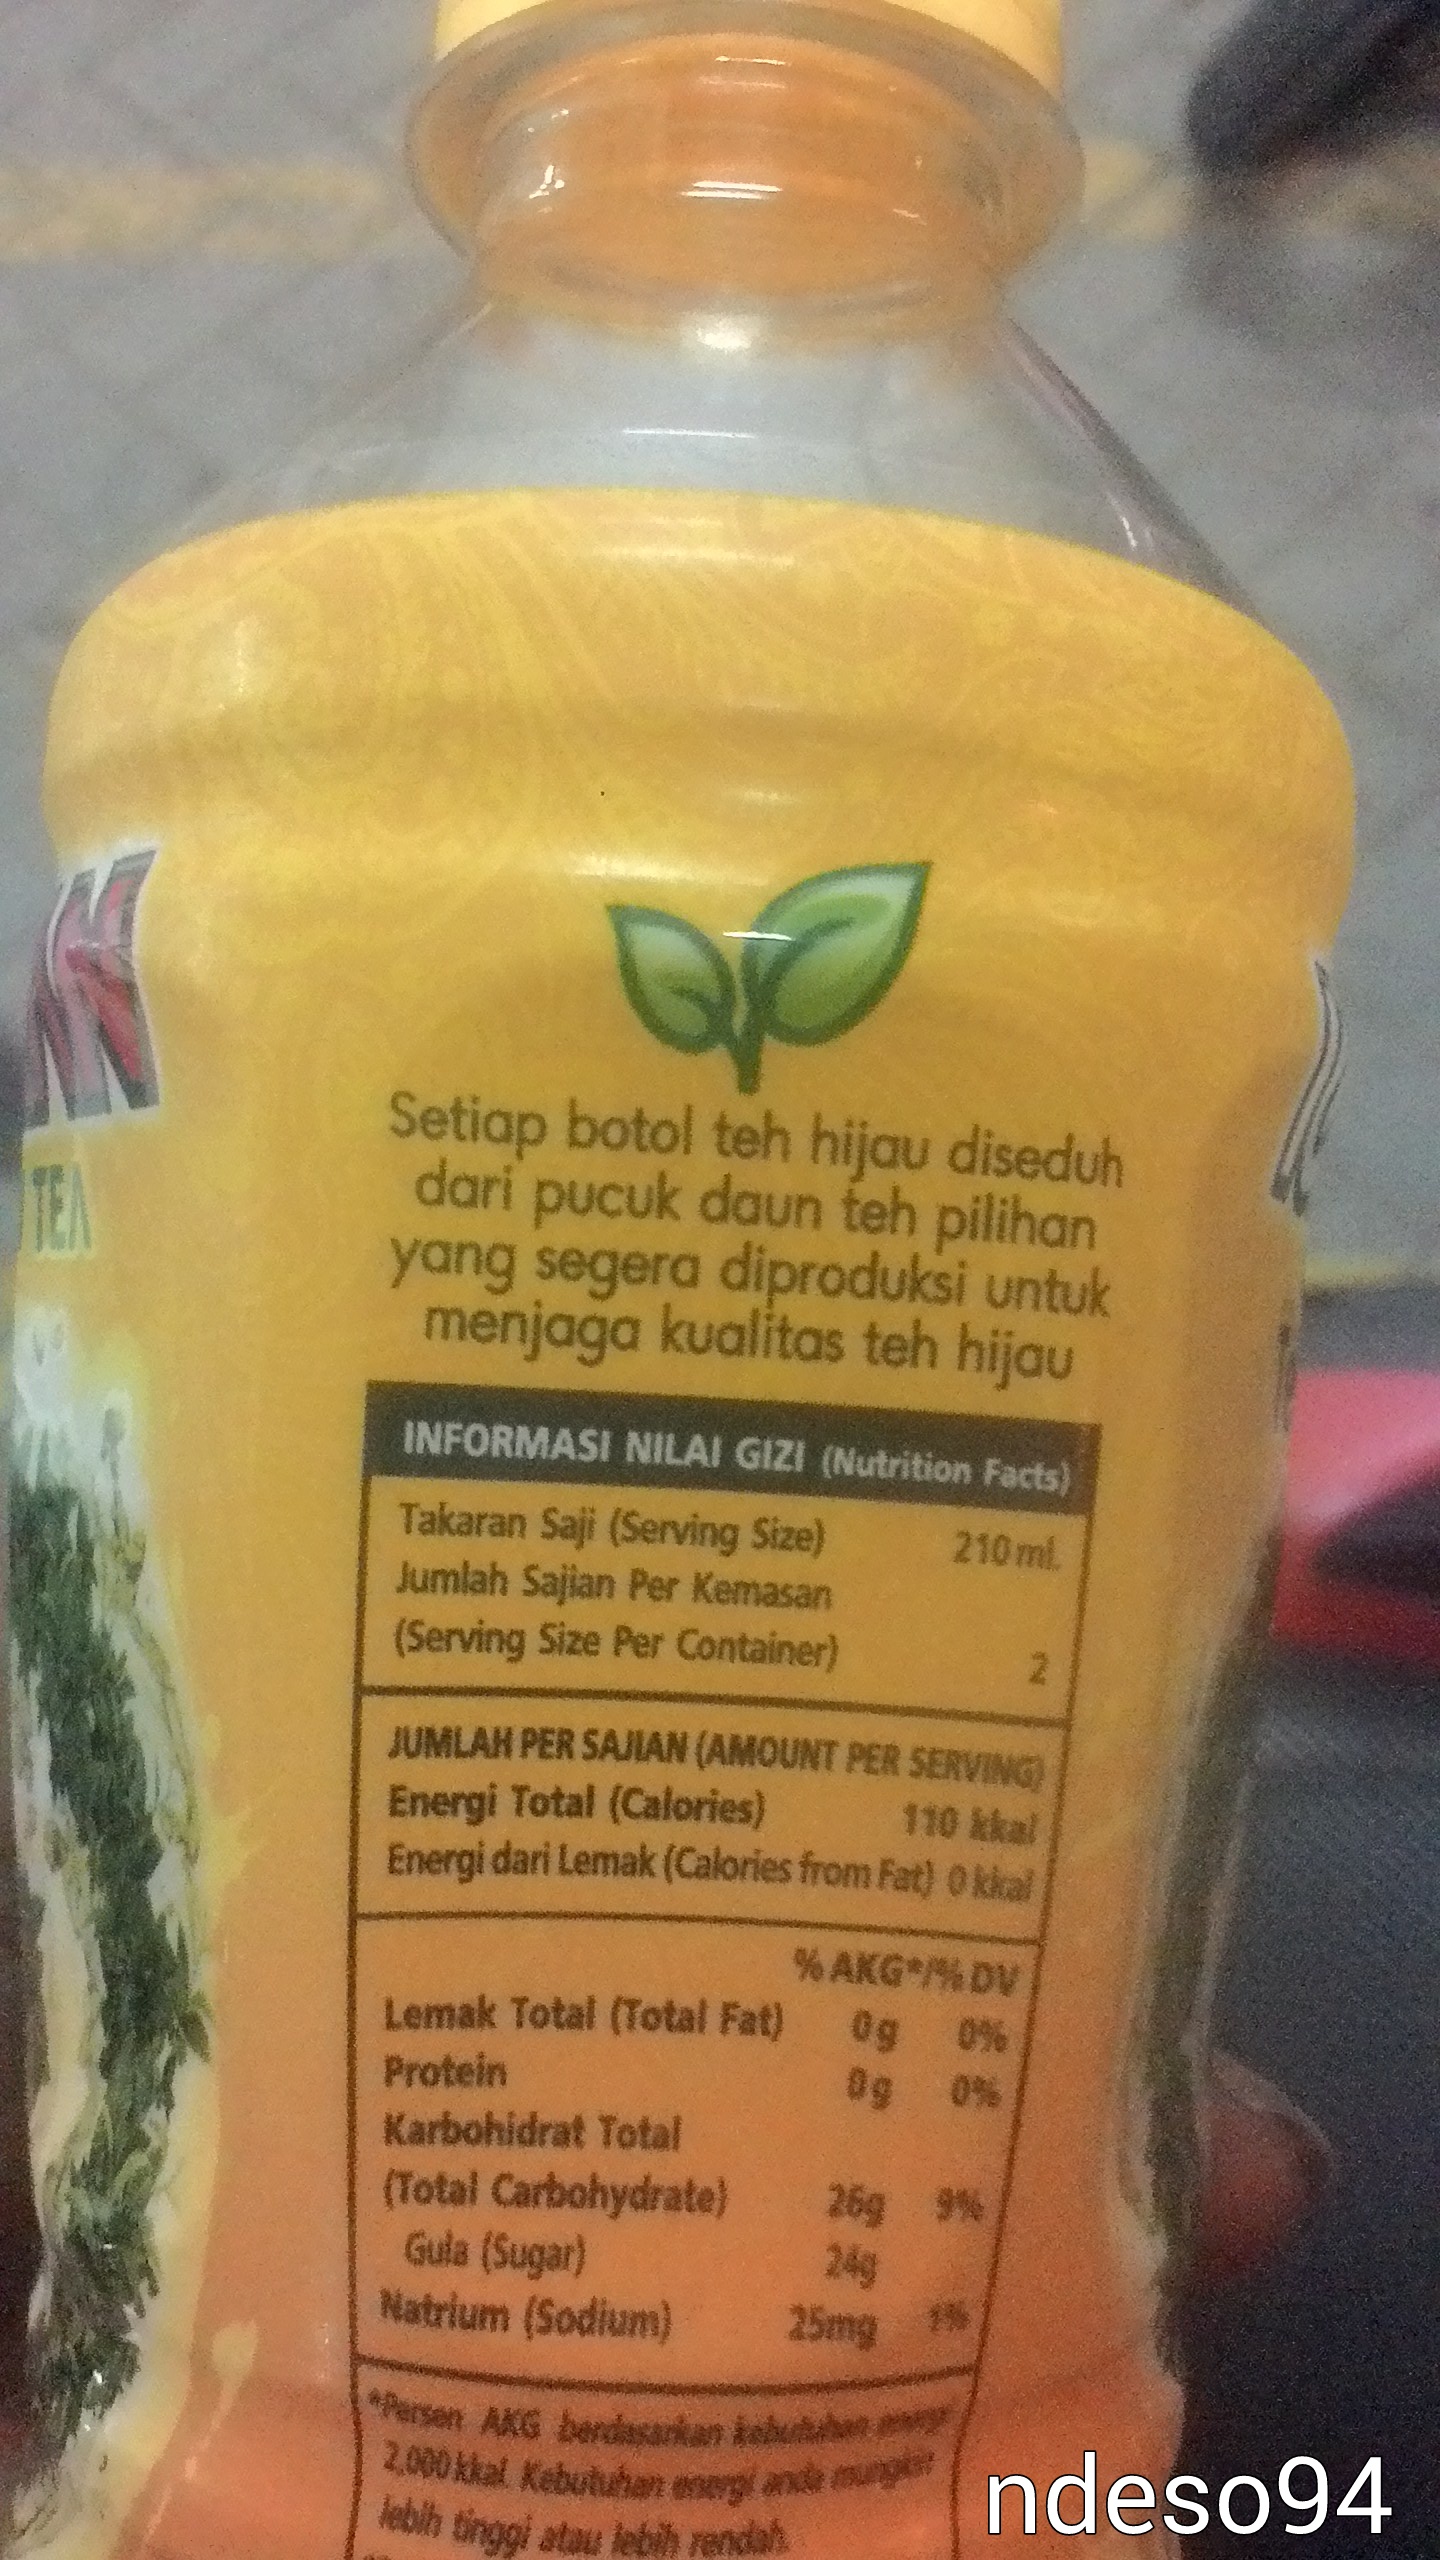 K
TEA
Setiap botol teh hijau diseduh
dari pucuk daun teh pilihan
yang segera diproduksi untuk
menjaga kualitas teh hijau
INFORMASI NILAI GIZI (Nutrition Facts)
Takaran Saji (Serving Size) 210 ml.
Jumlah Sajian Per Kemasan
(Serving Size Per Container) 2
JUMLAH PER SAJIAN (AMOUNT PER SERVING)
Energi Total (Calories) 110 kkal
Energi dari Lemak (Calories from Fat) 0 kkal
% AKG*/% DV
Lemak Total (Total Fat) 0 g 0%
Protein 0 g 0%
Karbohidrat Total
(Total Carbohydrate) 26g 9%
Gula (Sugar) 24g
Natrium (Sodium) 25mg 1%
*Persen AKG berdasarkan kebutuhan energi
2.000 kkal. Kebutuhan energi anda mungkin
lebih tinggi atau lebih rendah.
ndeso94